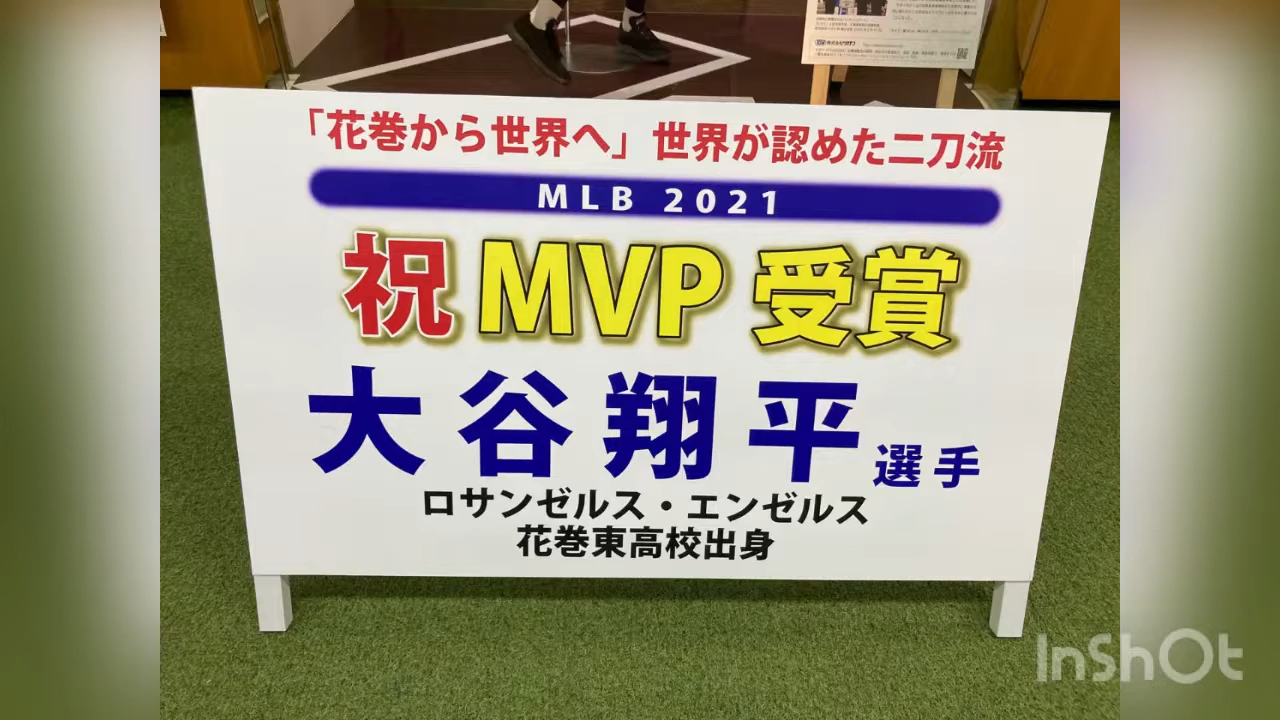 「花巻から世界へ」世界が認めた二刀流
MLB 2021
祝 MVP 受賞
大谷翔平選手
ロサンゼルス・エンゼルス
花巻東高校出身
InShOt